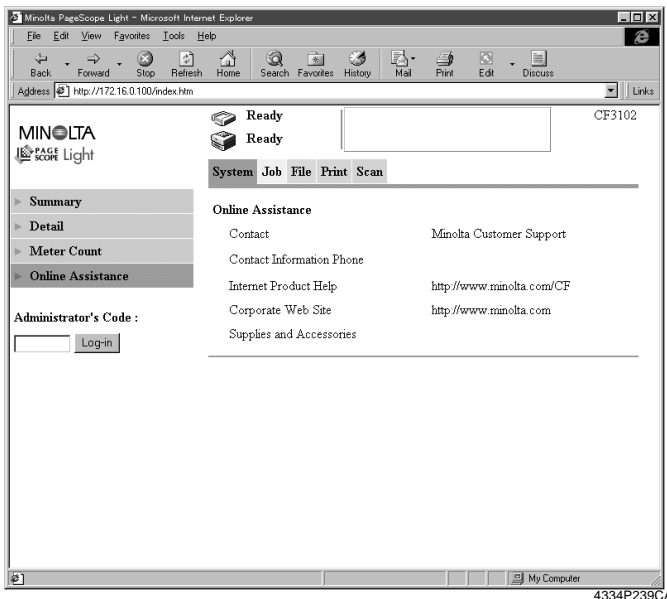 Minolta PageScope Light - Microsoft Internet Explorer
File Edit View Favorites Tools Help
Back Forward Stop Refresh Home Search Favorites History Mail Print Edit Discuss
Address http://172.16.0.100/index.htm Links
MINOLTA
PAGE SCOPE Light
Ready
Ready
CF3102
System Job File Print Scan
Summary
Detail
Meter Count
Online Assistance
Administrator's Code :
Log-in
Online Assistance
Contact Minolta Customer Support
Contact Information Phone
Internet Product Help http://www.minolta.com/CF
Corporate Web Site http://www.minolta.com
Supplies and Accessories
My Computer
4334P239CA